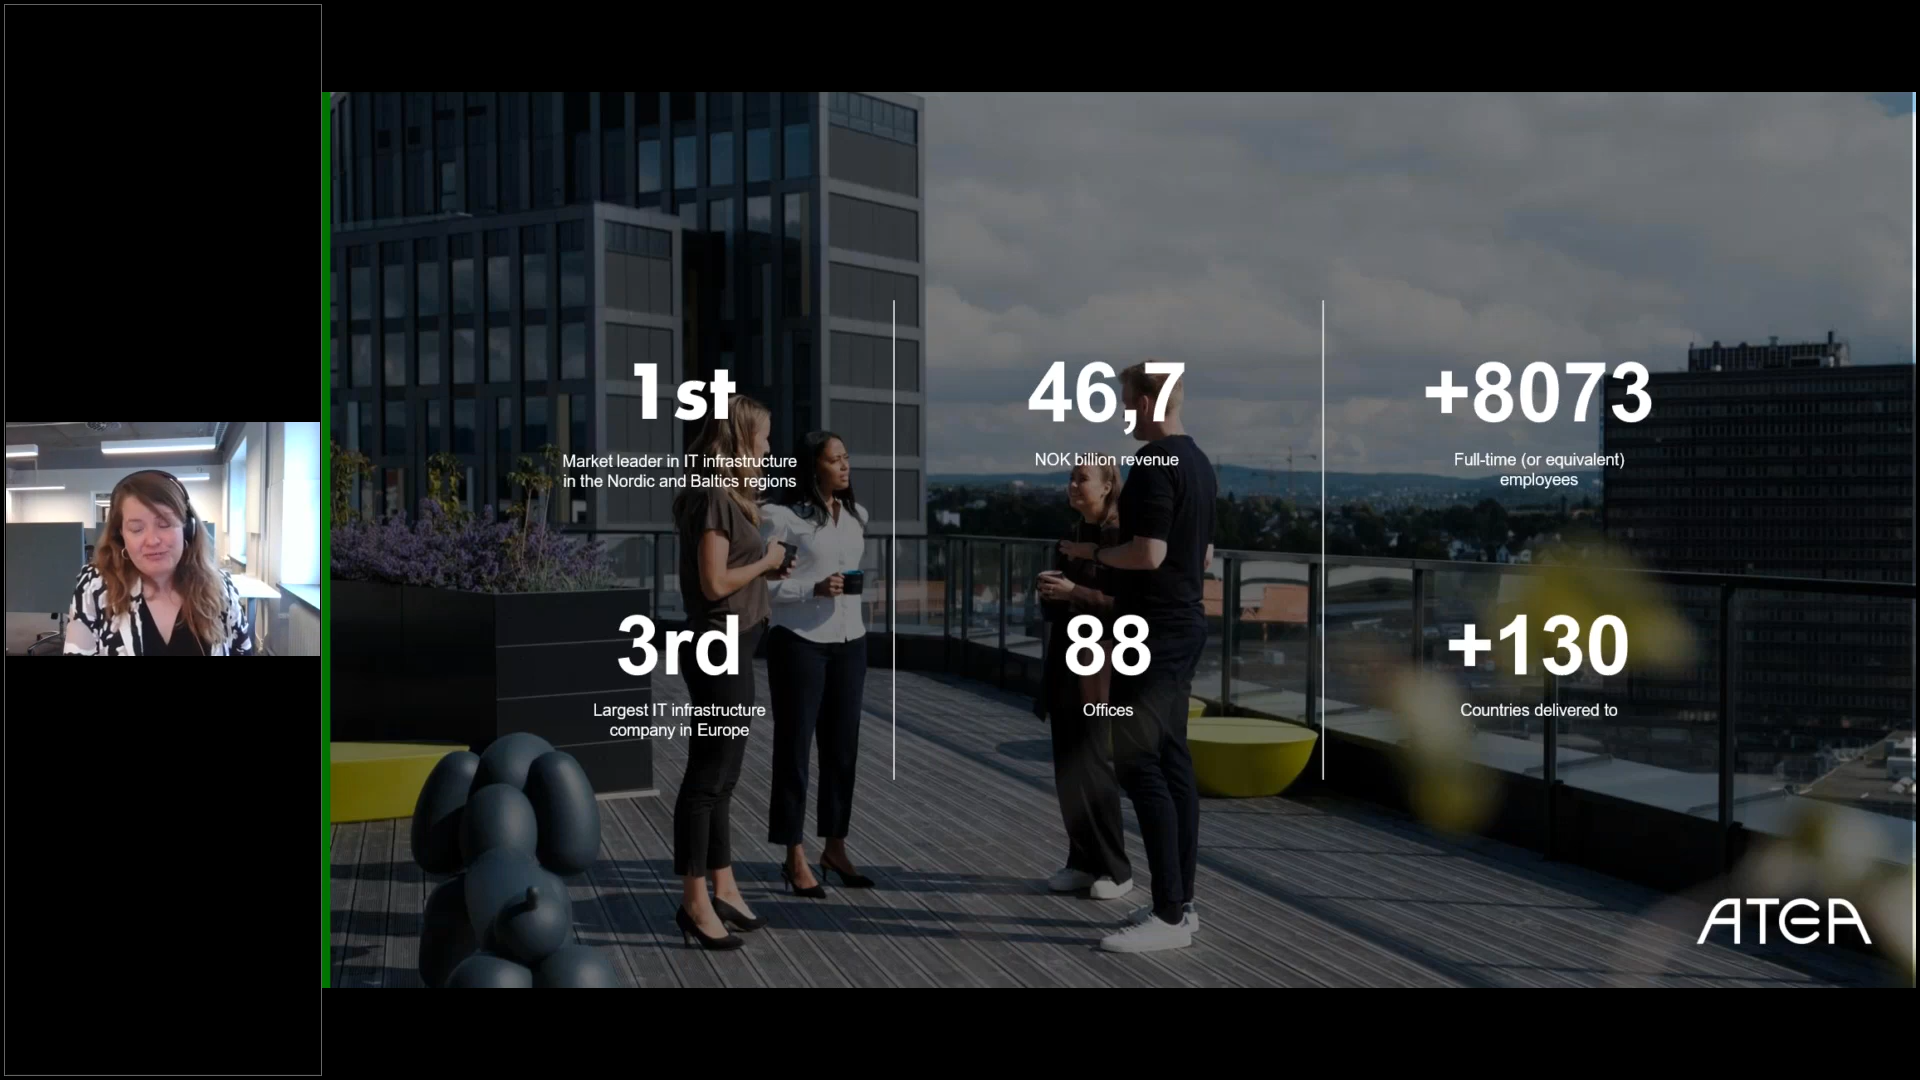 1st
Market leader in IT infrastructure
in the Nordic and Baltics regions
46,7
NOK billion revenue
+8073
Full-time (or equivalent)
employees
3rd
Largest IT infrastructure
company in Europe
88
Offices
+130
Countries delivered to
ATEA